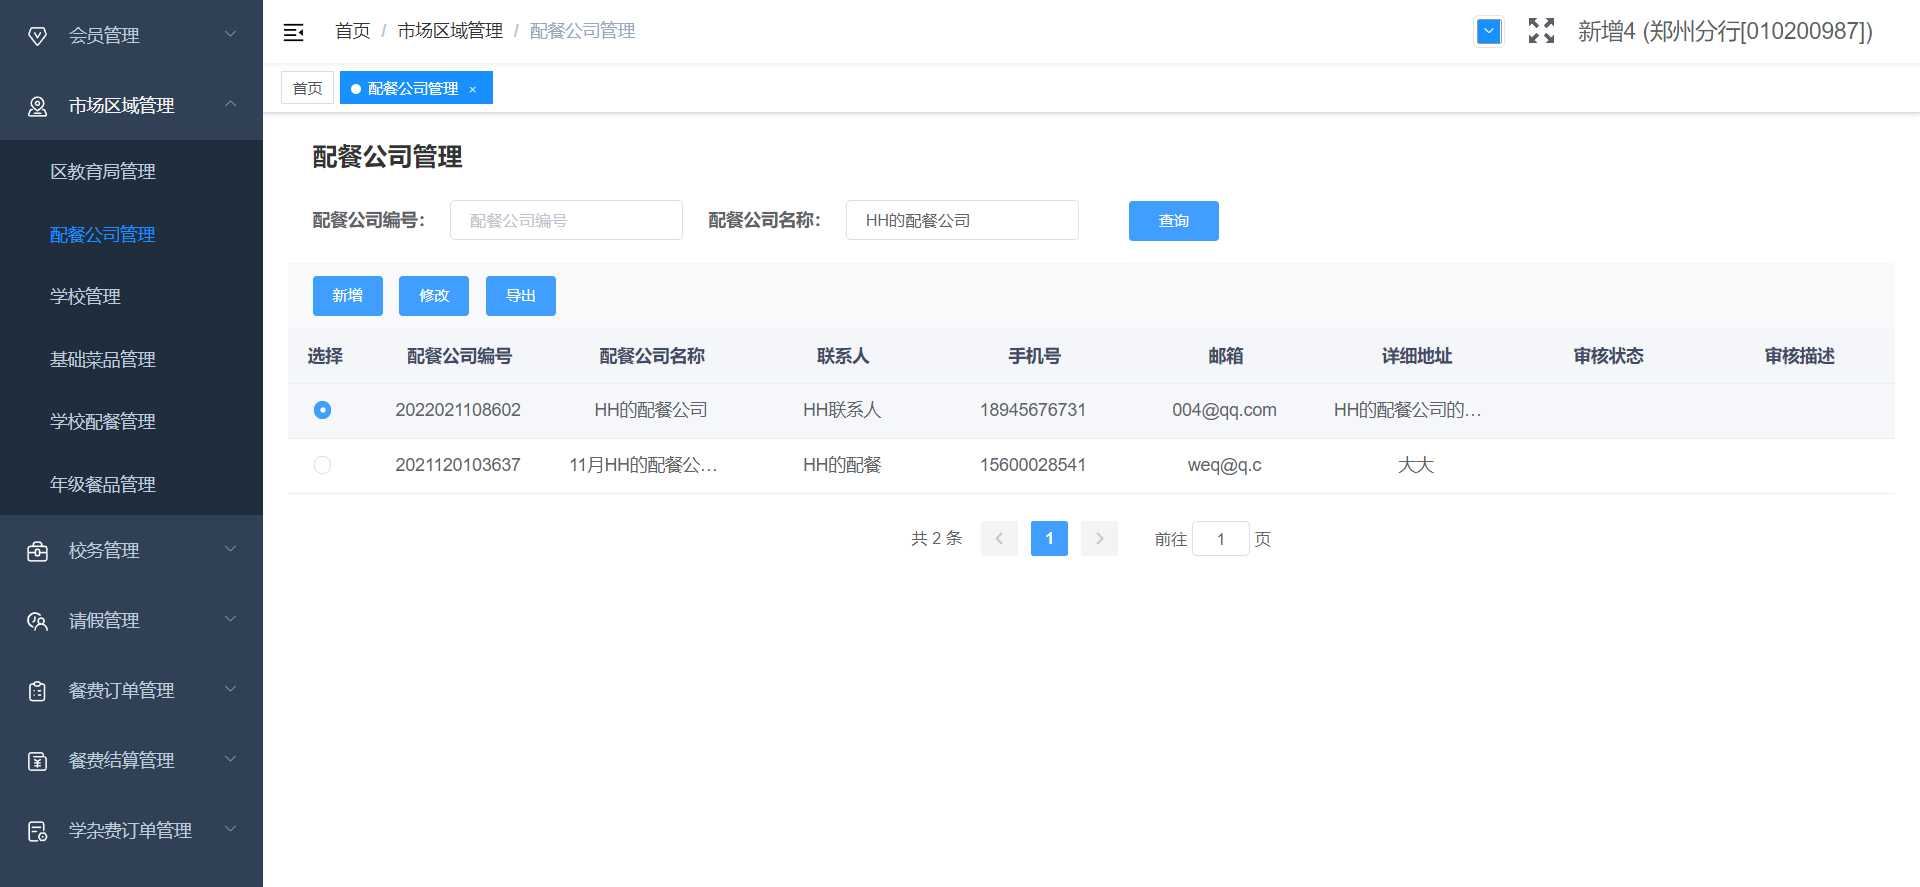 会员管理
市场区域管理
区教育局管理
配餐公司管理
学校管理
基础菜品管理
学校配餐管理
年级餐品管理
校务管理
请假管理
餐费订单管理
餐费结算管理
学杂费订单管理
首页 / 市场区域管理 / 配餐公司管理
新增4 (郑州分行[010200987])
首页 配餐公司管理 ×
配餐公司管理
配餐公司编号： 配餐公司编号 配餐公司名称： HH的配餐公司 查询
新增 修改 导出
选择 配餐公司编号 配餐公司名称 联系人 手机号 邮箱 详细地址 审核状态 审核描述
2022021108602 HH的配餐公司 HH联系人 18945676731 004@qq.com HH的配餐公司的…
2021120103637 11月HH的配餐公… HH的配餐 15600028541 weq@q.c 大大
共 2 条 1 前往 1 页